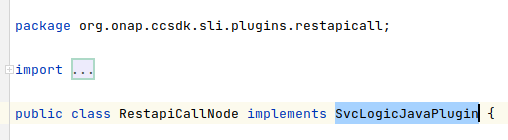 package org.onap.ccsdk.sli.plugins.restapicall;
import ...
public class RestapiCallNode implements SvcLogicJavaPlugin {